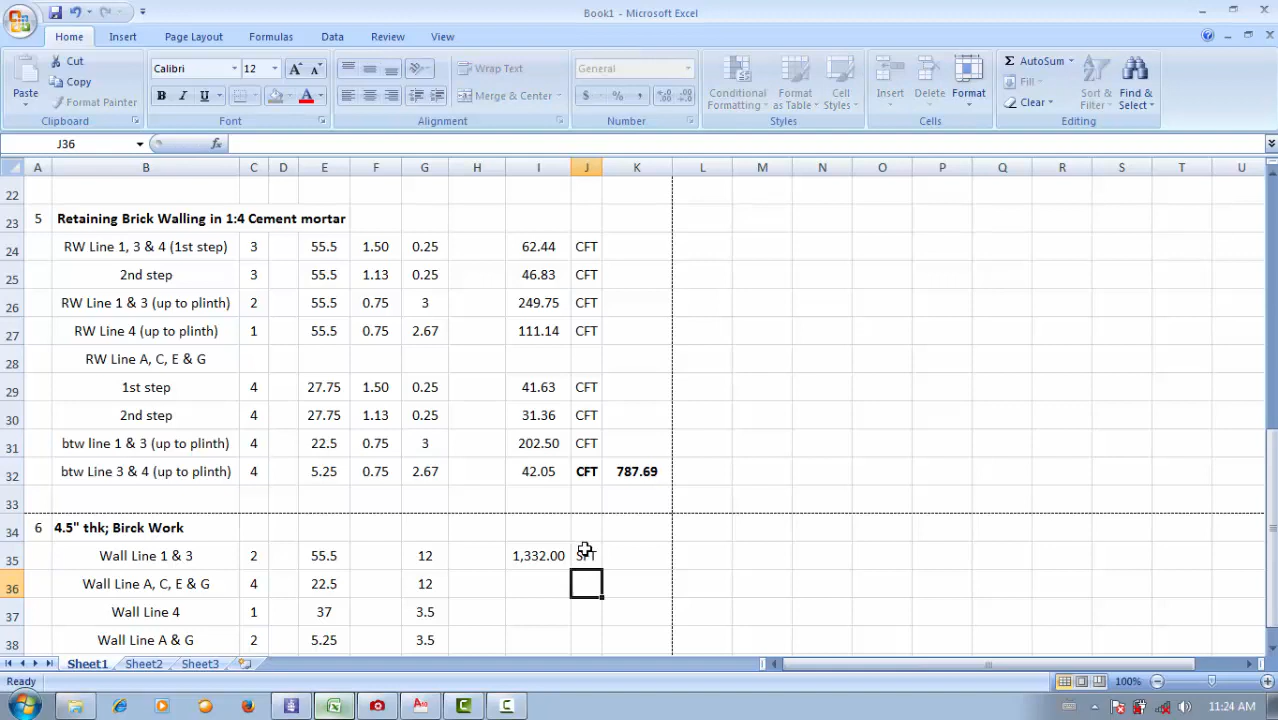 Book1 - Microsoft Excel
Home Insert Page Layout Formulas Data Review View
Paste Cut Copy Format Painter Clipboard
Calibri 12 A A B I U A Font
Wrap Text Merge & Center Alignment
General $ % , Number
Conditional Formatting Format as Table Cell Styles Styles
Insert Delete Format Cells
Σ AutoSum Fill Clear Sort & Filter Find & Select Editing
J36 fx
A B C D E F G H I J K L M N O P Q R S T U
22
23 5 Retaining Brick Walling in 1:4 Cement mortar
24 RW Line 1, 3 & 4 (1st step) 3 55.5 1.50 0.25 62.44 CFT
25 2nd step 3 55.5 1.13 0.25 46.83 CFT
26 RW Line 1 & 3 (up to plinth) 2 55.5 0.75 3 249.75 CFT
27 RW Line 4 (up to plinth) 1 55.5 0.75 2.67 111.14 CFT
28 RW Line A, C, E & G
29 1st step 4 27.75 1.50 0.25 41.63 CFT
30 2nd step 4 27.75 1.13 0.25 31.36 CFT
31 btw line 1 & 3 (up to plinth) 4 22.5 0.75 3 202.50 CFT
32 btw Line 3 & 4 (up to plinth) 4 5.25 0.75 2.67 42.05 CFT 787.69
33
34 6 4.5" thk; Birck Work
35 Wall Line 1 & 3 2 55.5 12 1,332.00 SFT
36 Wall Line A, C, E & G 4 22.5 12
37 Wall Line 4 1 37 3.5
38 Wall Line A & G 2 5.25 3.5
Sheet1 Sheet2 Sheet3
Ready 100%
11:24 AM